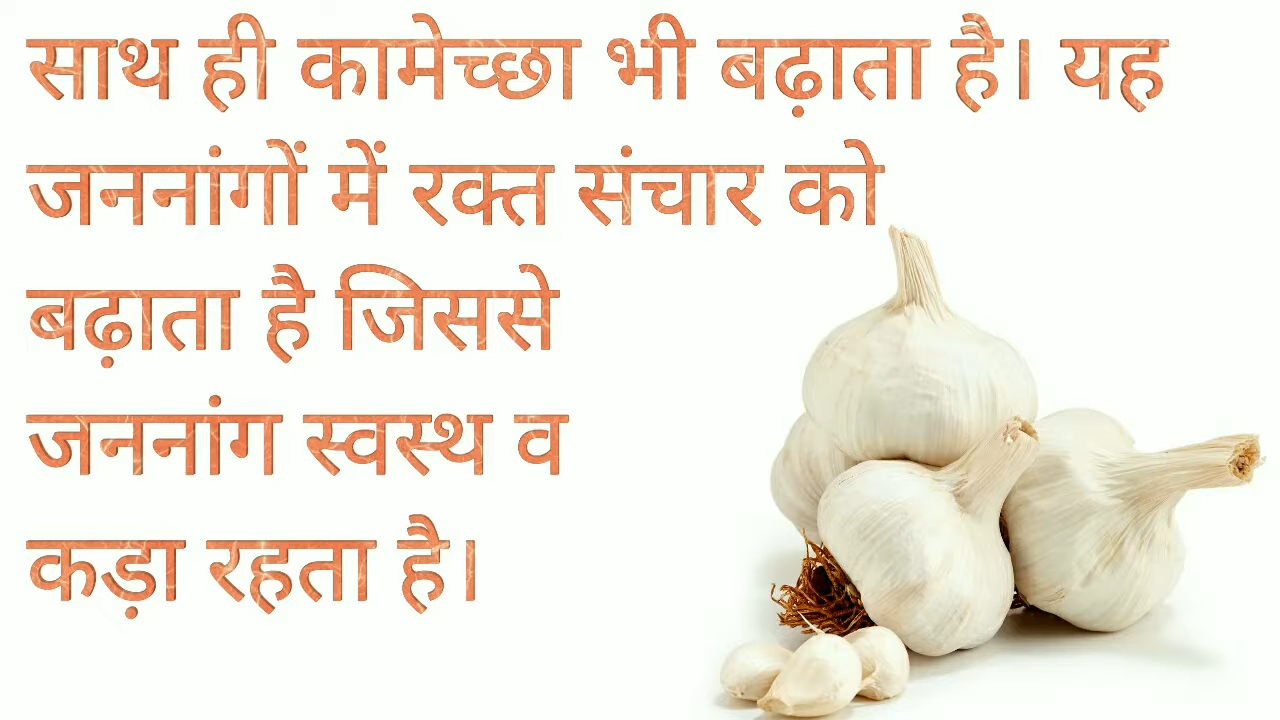 साथ ही कामेच्छा भी बढ़ाता है। यह
जननांगों में रक्त संचार को
बढ़ाता है जिससे
जननांग स्वस्थ व
कड़ा रहता है।